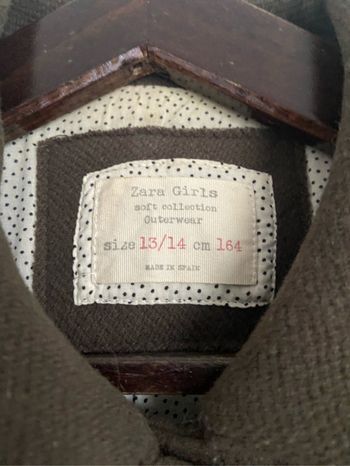 Zara Girls
soft collection
Outerwear
size 13/14 cm 164
MADE IN SPAIN